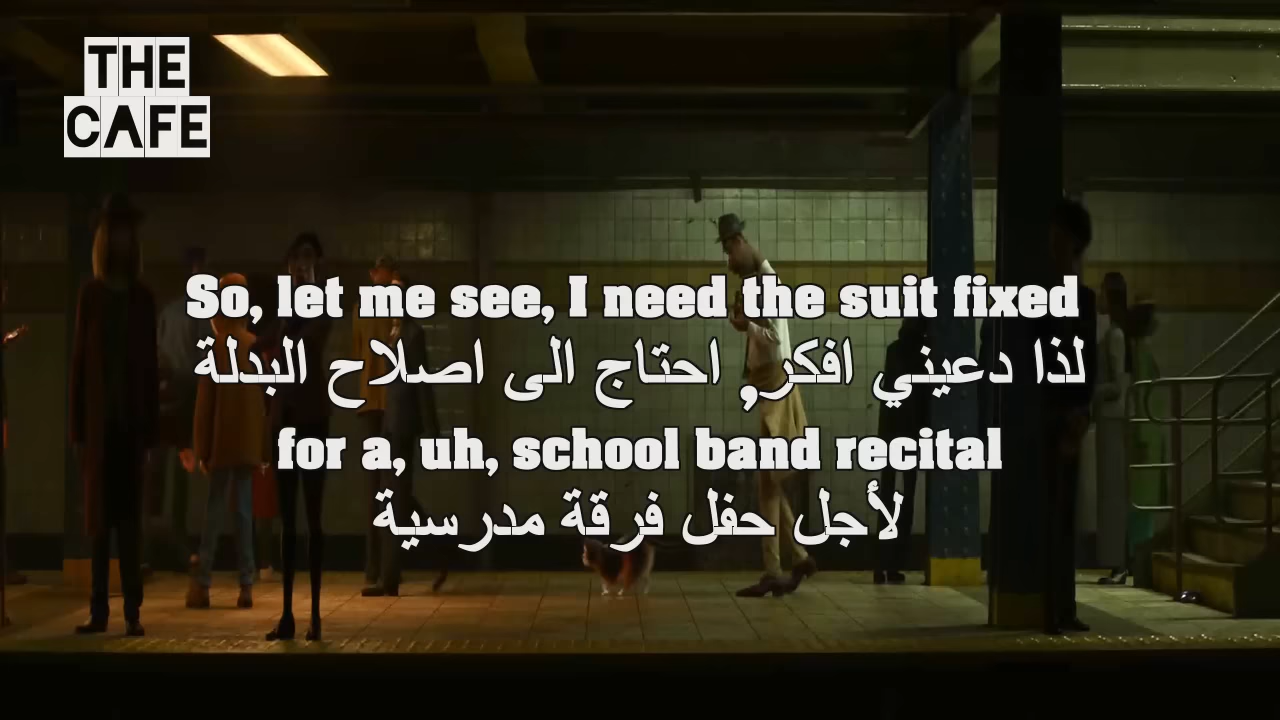 THE
CAFE
So, let me see, I need the suit fixed
لذا دعيني افكر, احتاج الى اصلاح البدلة
for a, uh, school band recital
لأجل حفل فرقة مدرسية